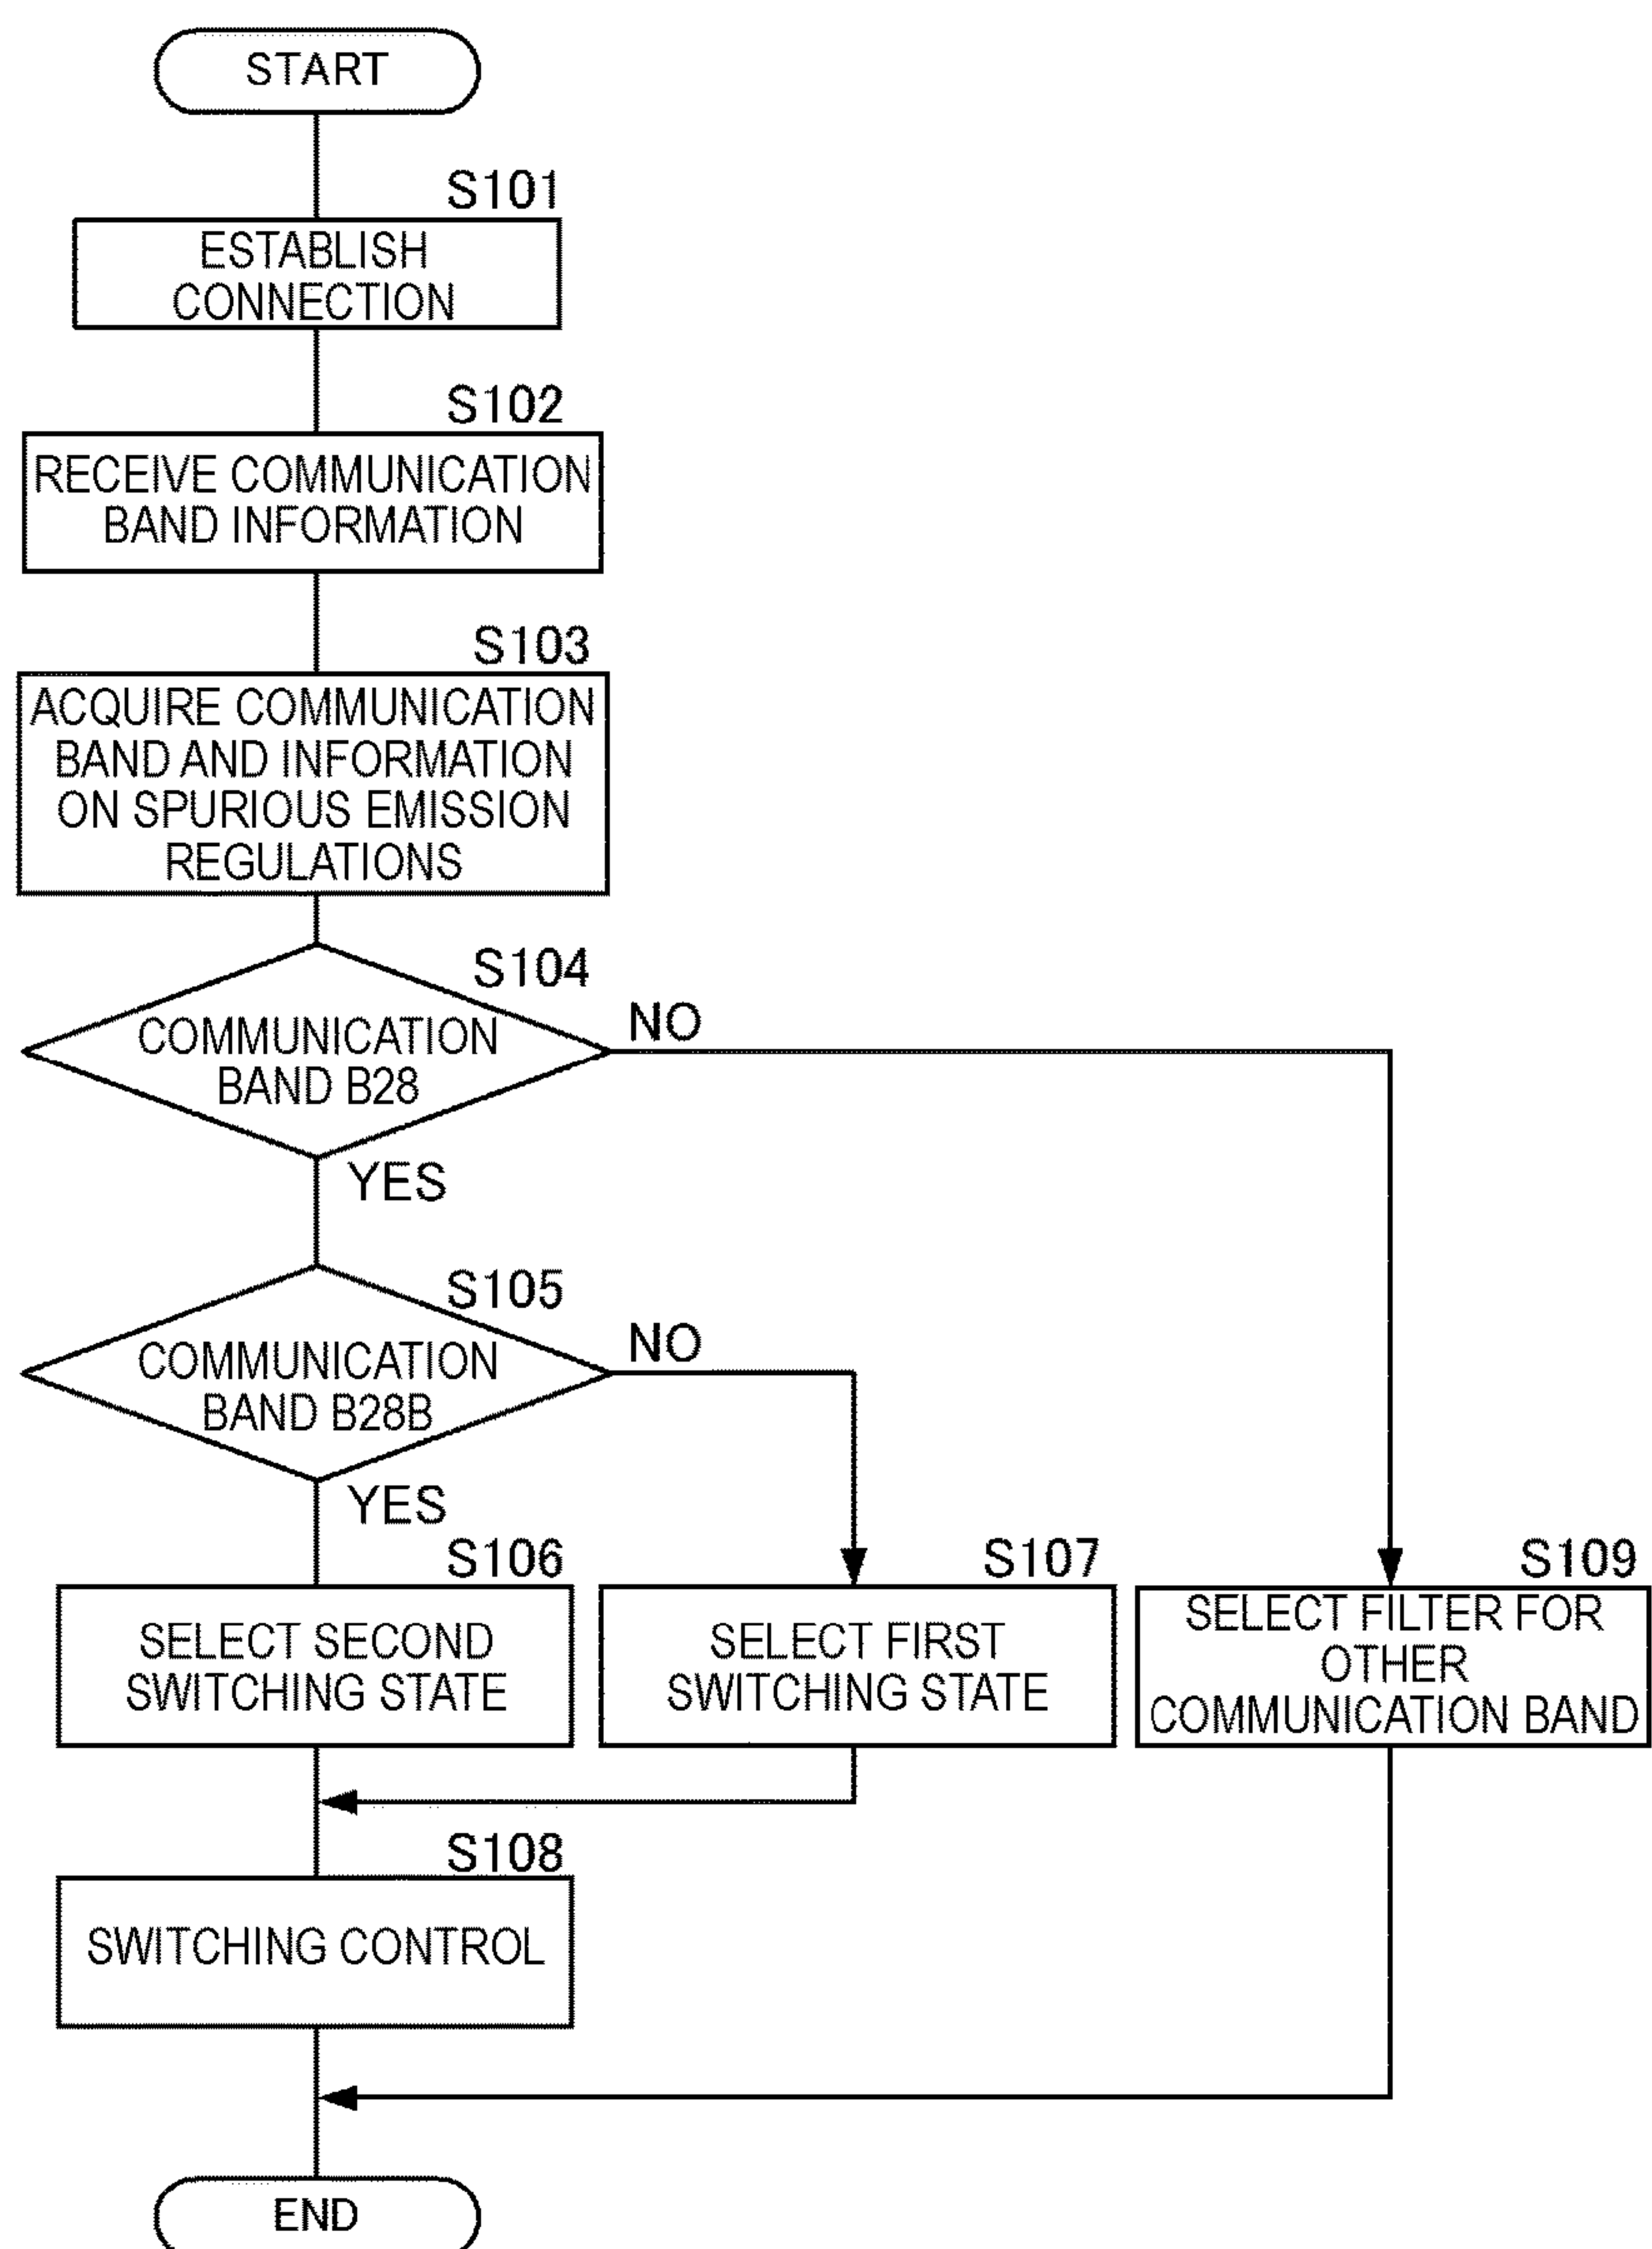 START
S101
ESTABLISH
CONNECTION
S102
RECEIVE COMMUNICATION
BAND INFORMATION
S103
ACQUIRE COMMUNICATION
BAND AND INFORMATION
ON SPURIOUS EMISSION
REGULATIONS
S104
COMMUNICATION
BAND B28
NO
YES
S105
COMMUNICATION
BAND B28B
NO
YES
S106
SELECT SECOND
SWITCHING STATE
S107
SELECT FIRST
SWITCHING STATE
S109
SELECT FILTER FOR
OTHER
COMMUNICATION BAND
S108
SWITCHING CONTROL
END